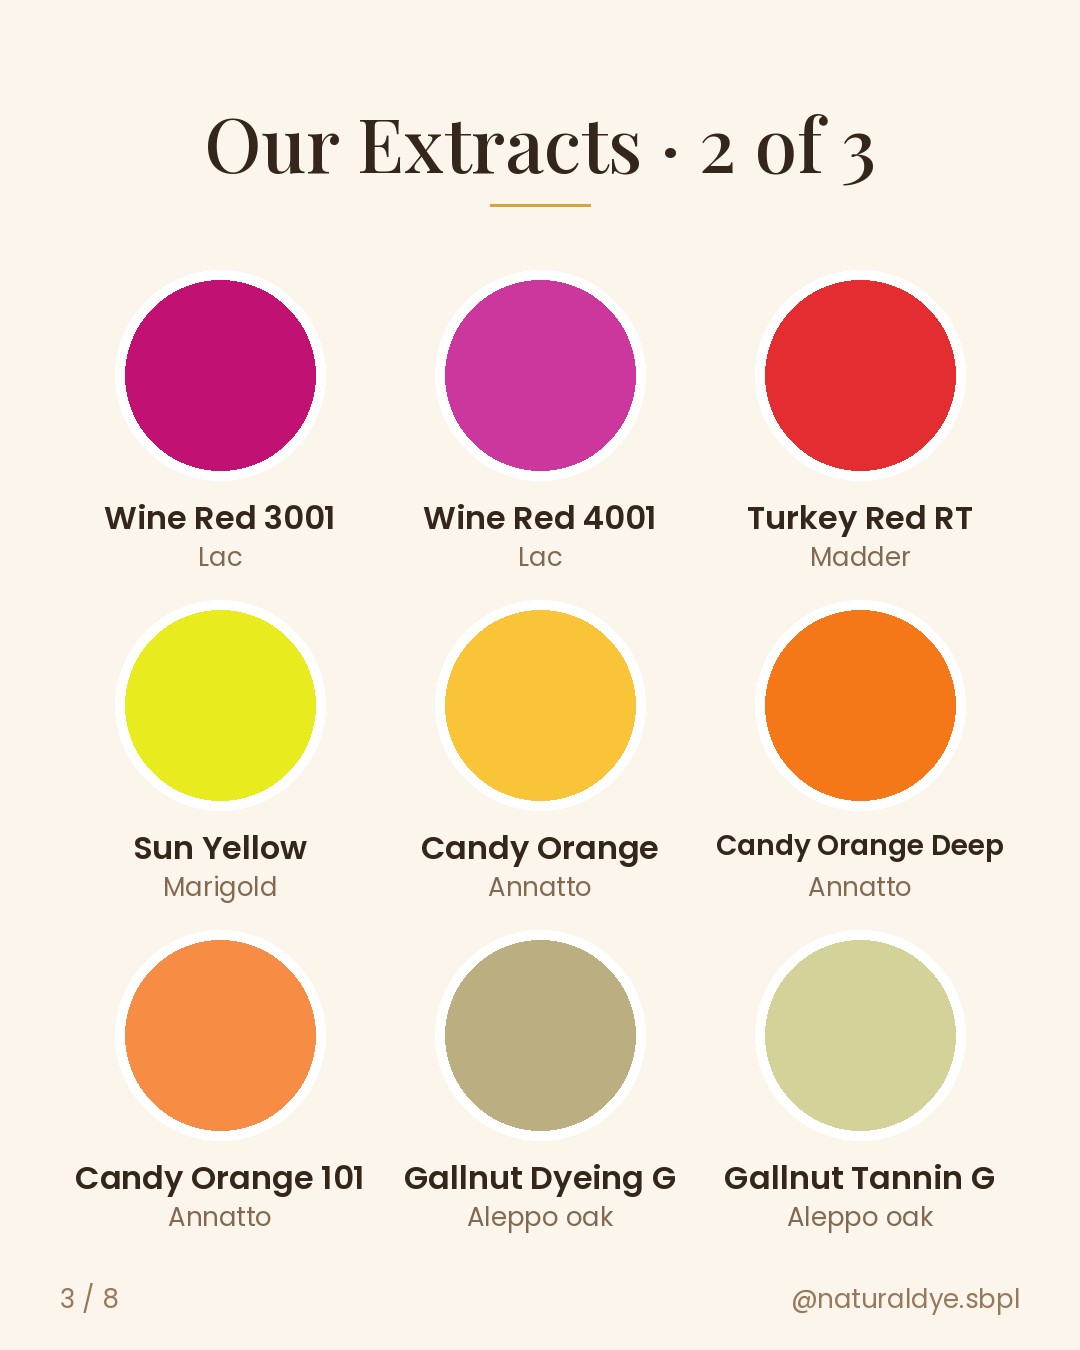 Our Extracts · 2 of 3
Wine Red 3001
Lac
Wine Red 4001
Lac
Turkey Red RT
Madder
Sun Yellow
Marigold
Candy Orange
Annatto
Candy Orange Deep
Annatto
Candy Orange 101
Annatto
Gallnut Dyeing G
Aleppo oak
Gallnut Tannin G
Aleppo oak
3 / 8
@naturaldye.sbpl